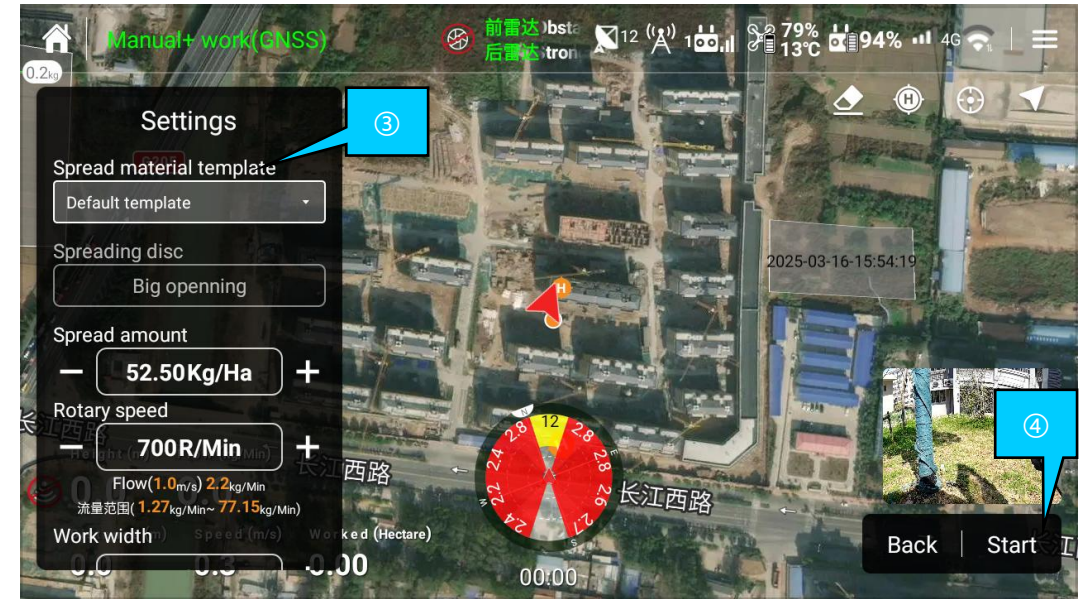 Manual+ work(GNSS)
前雷达 Obsta
后雷达 stron
12
1
79%
13℃
94%
4G
0.2kg
H
Settings
③
Spread material template
Default template
Spreading disc
Big openning
Spread amount
− 52.50Kg/Ha +
Rotary speed
− 700R/Min +
Flow(1.0m/s) 2.2kg/Min
流量范围( 1.27kg/Min~ 77.15kg/Min)
Work width
Speed (m/s)
Worked (Hectare)
0.0
0.3
0.00
2025-03-16-15:54:19
H
长江西路
长江西路
N
12
2.8
2.8
2.4
2.8
E
W
2.2
2.6
2.4
2.7
S
00:00
④
Back | Start